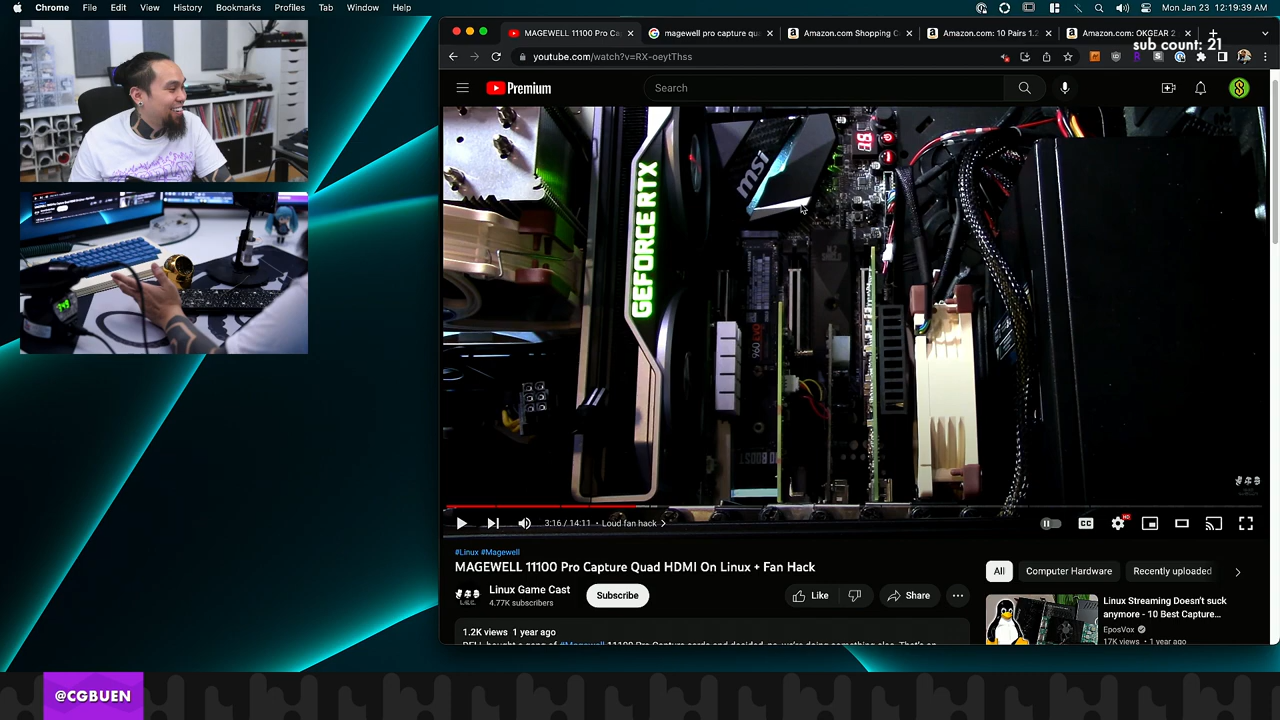 Chrome File Edit View History Bookmarks Profiles Tab Window Help
Mon Jan 23 12:19:39 AM
MAGEWELL 11100 Pro Ca
magewell pro capture qu
Amazon.com Shopping C
Amazon.com: 10 Pairs 1.2
Amazon.com: OKGEAR 2
sub count: 21
youtube.com/watch?v=RX-oeytThss
Premium
Search
msi
GEFORCE RTX
960 EVO
3:16 / 14:11 • Loud fan hack
CC
HD
#Linux #Magewell
MAGEWELL 11100 Pro Capture Quad HDMI On Linux + Fan Hack
Linux Game Cast
4.77K subscribers
Subscribe
Like
Share
1.2K views 1 year ago
All
Computer Hardware
Recently uploaded
Linux Streaming Doesn't suck
anymore - 10 Best Capture...
EposVox
17K views • 1 year ago
@CGBUEN